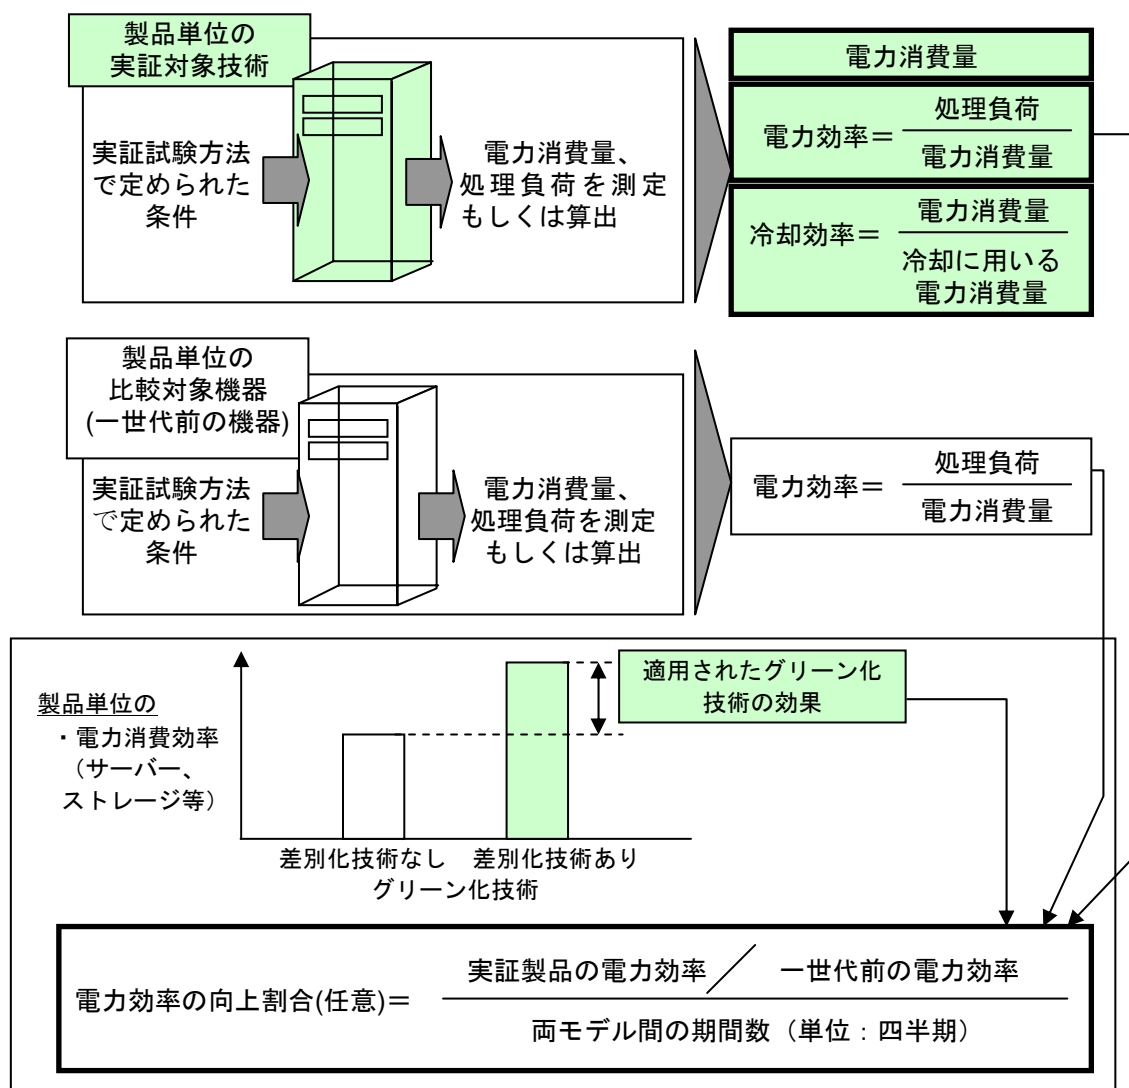 製品単位の
実証対象技術
実証試験方法
で定められた
条件
電力消費量、
処理負荷を測定
もしくは算出
電力消費量
電力効率＝
処理負荷
電力消費量
冷却効率＝
電力消費量
冷却に用いる
電力消費量
製品単位の
比較対象機器
(一世代前の機器)
実証試験方法
で定められた
条件
電力消費量、
処理負荷を測定
もしくは算出
電力効率＝
処理負荷
電力消費量
製品単位の
・電力消費効率
（サーバー、
ストレージ等）
適用されたグリーン化
技術の効果
差別化技術なし 差別化技術あり
グリーン化技術
電力効率の向上割合(任意)＝
実証製品の電力効率／一世代前の電力効率
両モデル間の期間数（単位：四半期）